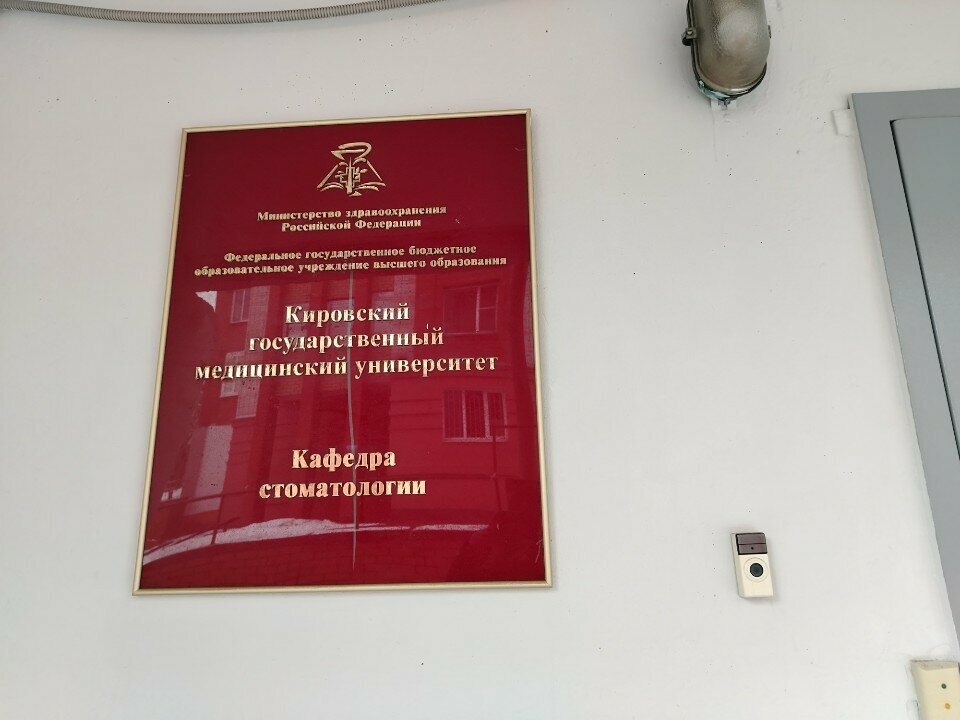 Министерство здравоохранения
Российской Федерации
Федеральное государственное бюджетное
образовательное учреждение высшего образования
Кировский
государственный
медицинский университет
Кафедра
стоматологии